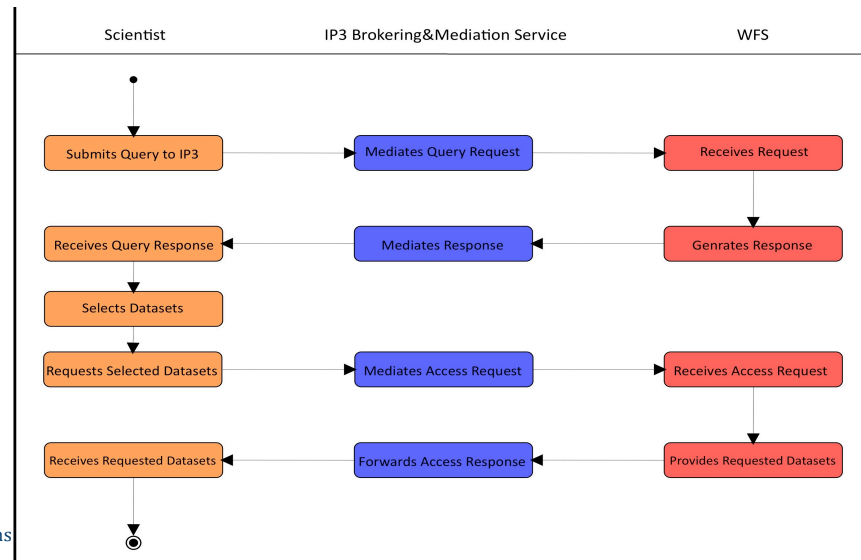 Scientist IP3 Brokering&Mediation Service WFS
Submits Query to IP3 Mediates Query Request Receives Request
Receives Query Response Mediates Response Genrates Response
Selects Datasets
Requests Selected Datasets Mediates Access Request Receives Access Request
Receives Requested Datasets Forwards Access Response Provides Requested Datasets